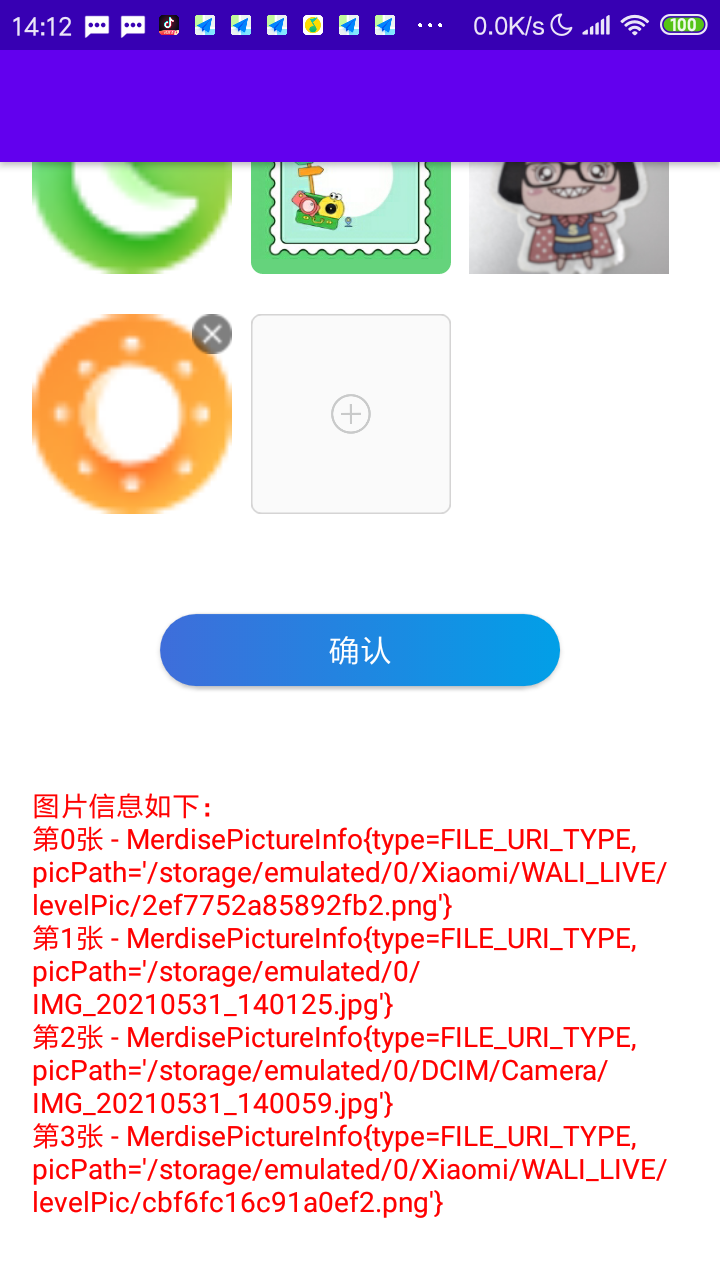 14:12
0.0K/s
100
确认
图片信息如下：
第0张 - MerdisePictureInfo{type=FILE_URI_TYPE,
picPath='/storage/emulated/0/Xiaomi/WALI_LIVE/
levelPic/2ef7752a85892fb2.png'}
第1张 - MerdisePictureInfo{type=FILE_URI_TYPE,
picPath='/storage/emulated/0/
IMG_20210531_140125.jpg'}
第2张 - MerdisePictureInfo{type=FILE_URI_TYPE,
picPath='/storage/emulated/0/DCIM/Camera/
IMG_20210531_140059.jpg'}
第3张 - MerdisePictureInfo{type=FILE_URI_TYPE,
picPath='/storage/emulated/0/Xiaomi/WALI_LIVE/
levelPic/cbf6fc16c91a0ef2.png'}